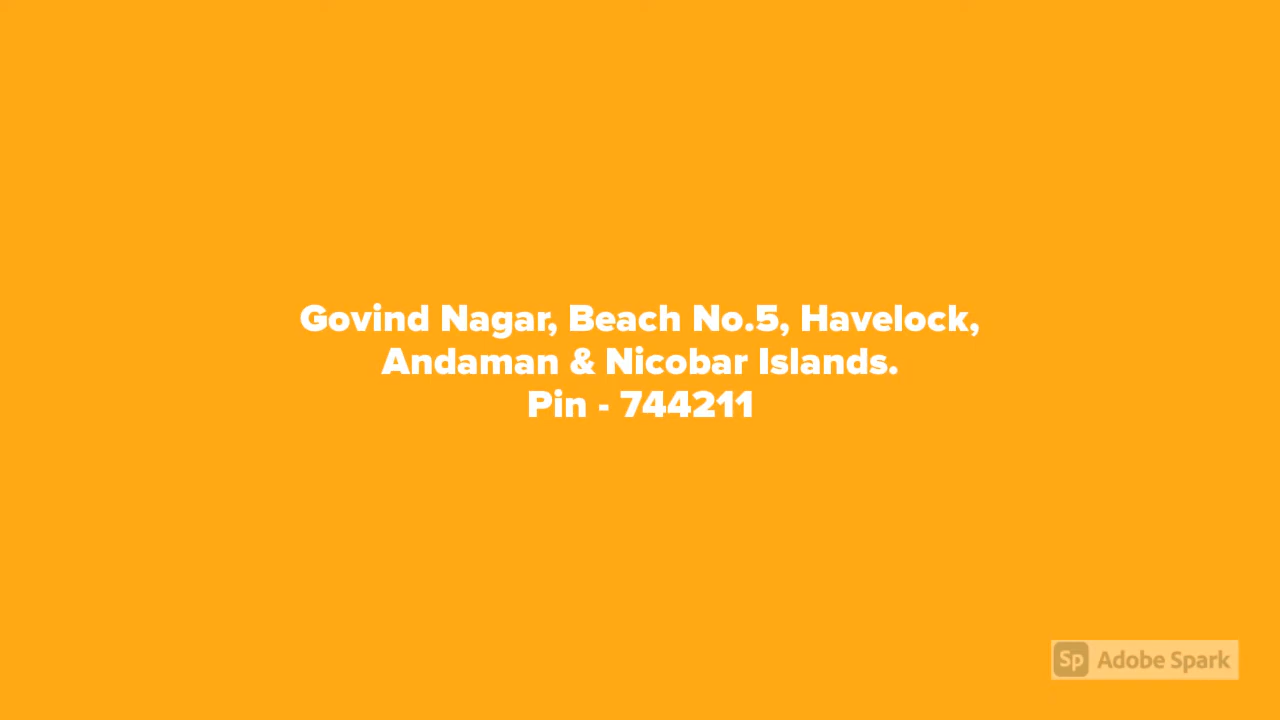 Govind Nagar, Beach No.5, Havelock,
Andaman & Nicobar Islands.
Pin - 744211
Sp Adobe Spark